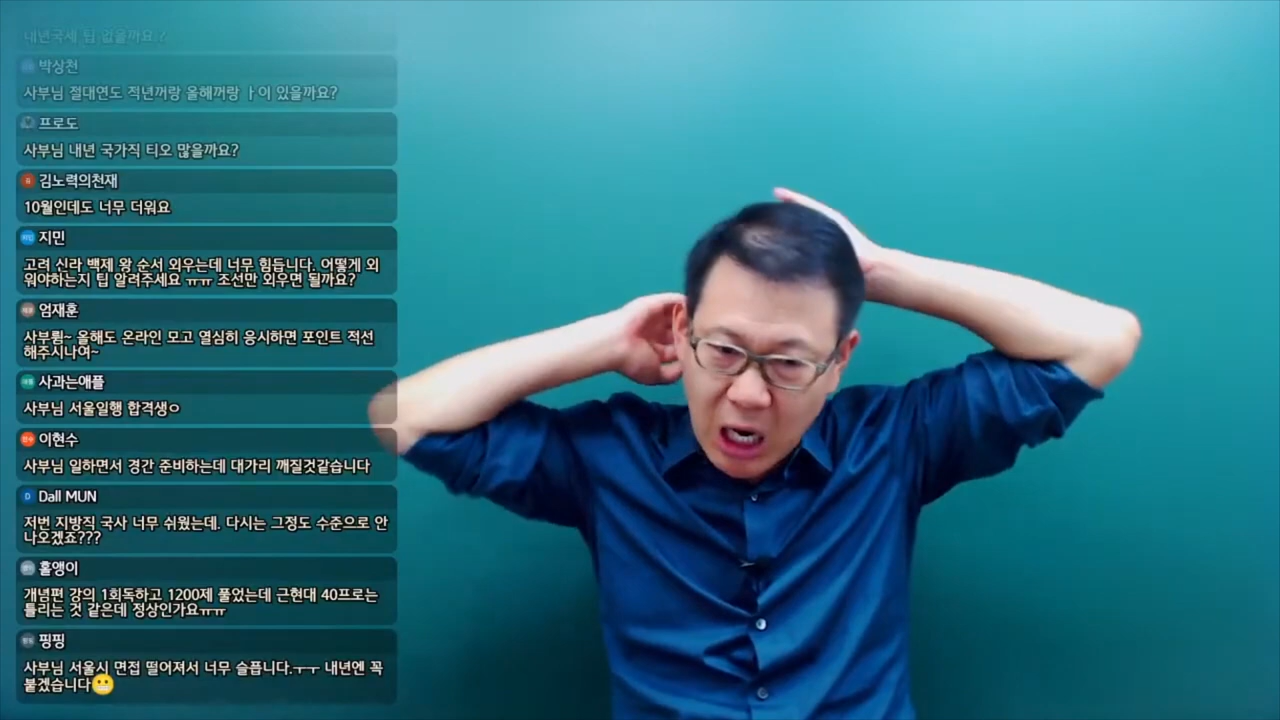 내년국세 팁 없을까요?
박상천
사부님 절대연도 적년꺼랑 올해꺼랑 ㅏ이 있을까요?
프로도
사부님 내년 국가직 티오 많을까요?
김노력의천재
10월인데도 너무 더워요
지민
고려 신라 백제 왕 순서 외우는데 너무 힘듭니다. 어떻게 외
워야하는지 팁 알려주세요 ㅠㅠ 조선만 외우면 될까요?
엄재훈
사부륌~ 올해도 온라인 모고 열심히 응시하면 포인트 적선
해주시나여~
사과는애플
사부님 서울일행 합격생ㅇ
이현수
사부님 일하면서 경간 준비하는데 대가리 깨질것같습니다
D Dall MUN
저번 지방직 국사 너무 쉬웠는데. 다시는 그정도 수준으로 안
나오겠죠???
홀앵이
개념편 강의 1회독하고 1200제 풀었는데 근현대 40프로는
틀리는 것 같은데 정상인가요ㅠㅠ
핑핑
사부님 서울시 면접 떨어져서 너무 슬픕니다.ㅜㅜ 내년엔 꼭
붙겠습니다😬